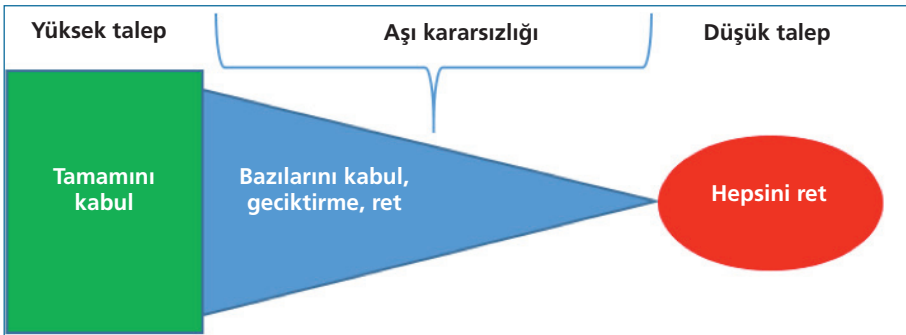 Yüksek talep
Aşı kararsızlığı
Düşük talep
Tamamını
kabul
Bazılarını kabul,
geciktirme, ret
Hepsini ret